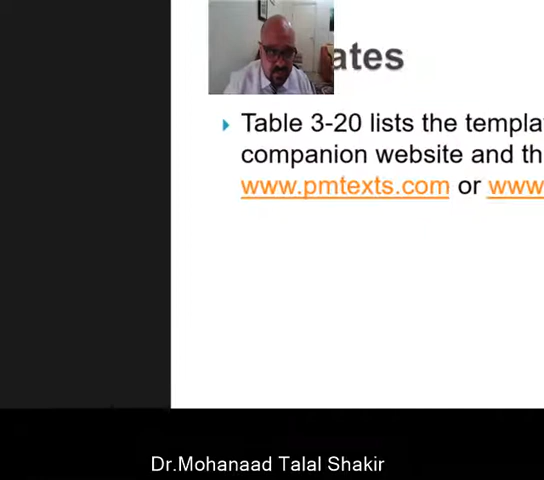 ates
Table 3-20 lists the templa
companion website and th
www.pmtexts.com or www
Dr.Mohanaad Talal Shakir